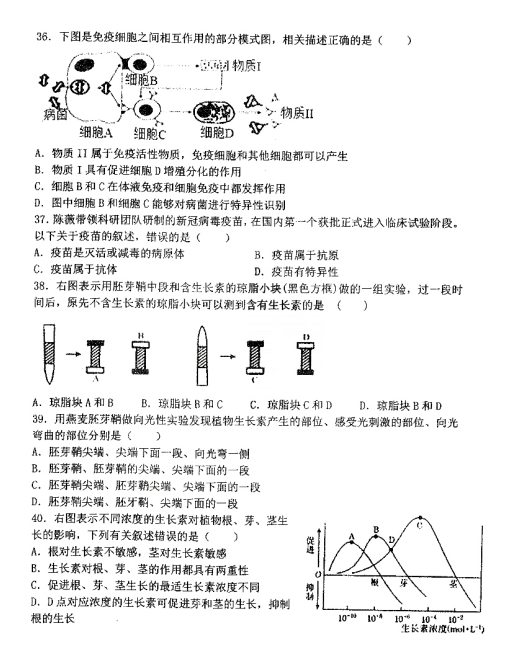 36. 下图是免疫细胞之间相互作用的部分模式图，相关描述正确的是（　　）
物质I
细胞B
病菌
物质II
细胞A 细胞C 细胞D
A. 物质 II 属于免疫活性物质，免疫细胞和其他细胞都可以产生
B. 物质 I 具有促进细胞 D 增殖分化的作用
C. 细胞 B 和 C 在体液免疫和细胞免疫中都发挥作用
D. 图中细胞 B 和细胞 C 能够对病菌进行特异性识别
37. 陈薇带领科研团队研制的新冠病毒疫苗，在国内第一个获批正式进入临床试验阶段。
以下关于疫苗的叙述，错误的是（　　）
A. 疫苗是灭活或减毒的病原体 B. 疫苗属于抗原
C. 疫苗属于抗体 D. 疫苗有特异性
38. 右图表示用胚芽鞘中段和含生长素的琼脂小块(黑色方框)做的一组实验，过一段时
间后，原先不含生长素的琼脂小块可以测到含有生长素的是　（　　）
B D
A C
A. 琼脂块 A 和 B B. 琼脂块 B 和 C C. 琼脂块 C 和 D D. 琼脂块 B 和 D
39. 用燕麦胚芽鞘做向光性实验发现植物生长素产生的部位、感受光刺激的部位、向光
弯曲的部位分别是（　　）
A. 胚芽鞘尖端、尖端下面一段、向光弯一侧
B. 胚芽鞘、胚芽鞘的尖端、尖端下面的一段
C. 胚芽鞘尖端、胚芽鞘尖端、尖端下面的一段
D. 胚芽鞘尖端、胚牙鞘、尖端下面的一段
40. 右图表示不同浓度的生长素对植物根、芽、茎生
长的影响，下列有关叙述错误的是（　　）
A. 根对生长素不敏感，茎对生长素敏感
B. 生长素对根、芽、茎的作用都具有两重性
C. 促进根、芽、茎生长的最适生长素浓度不同
D. D 点对应浓度的生长素可促进芽和茎的生长，抑制
根的生长
促进
A B D C
O
根 芽 茎
抑制
10⁻¹⁰ 10⁻⁸ 10⁻⁶ 10⁻⁴ 10⁻²
生长素浓度(mol·L⁻¹)